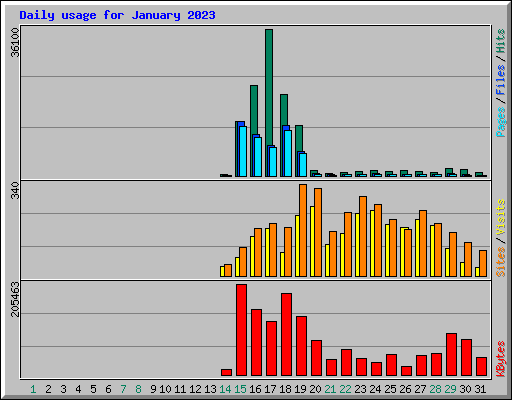 Daily usage for January 2023
36100
Pages / Files / Hits
340
Sites / Visits
205463
KBytes
1 2 3 4 5 6 7 8 9 10 11 12 13 14 15 16 17 18 19 20 21 22 23 24 25 26 27 28 29 30 31